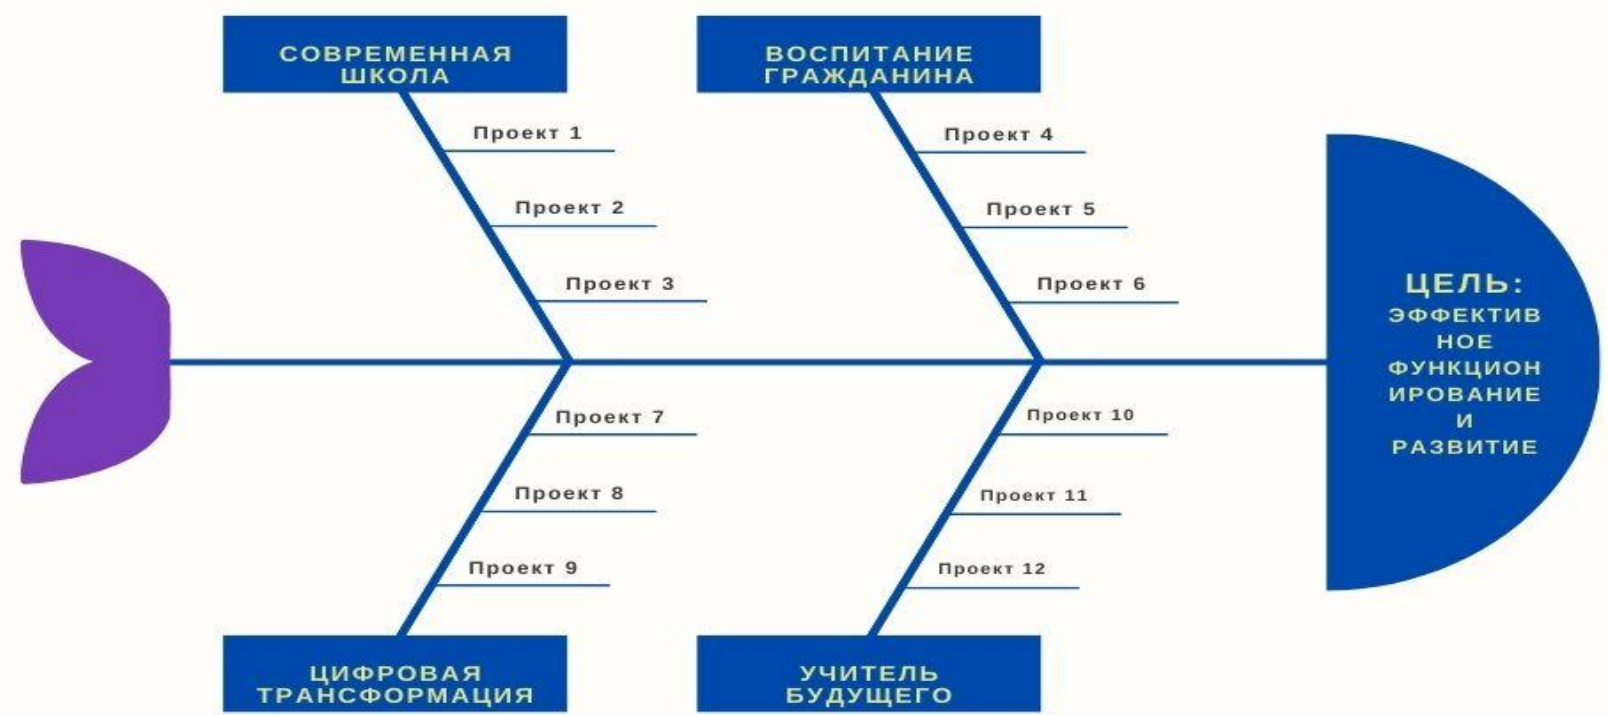 СОВРЕМЕННАЯ
ШКОЛА
ВОСПИТАНИЕ
ГРАЖДАНИНА
Проект 1
Проект 2
Проект 3
Проект 4
Проект 5
Проект 6
ЦЕЛЬ:
ЭФФЕКТИВ
НОЕ
ФУНКЦИОН
ИРОВАНИЕ
И
РАЗВИТИЕ
Проект 7
Проект 8
Проект 9
Проект 10
Проект 11
Проект 12
ЦИФРОВАЯ
ТРАНСФОРМАЦИЯ
УЧИТЕЛЬ
БУДУЩЕГО